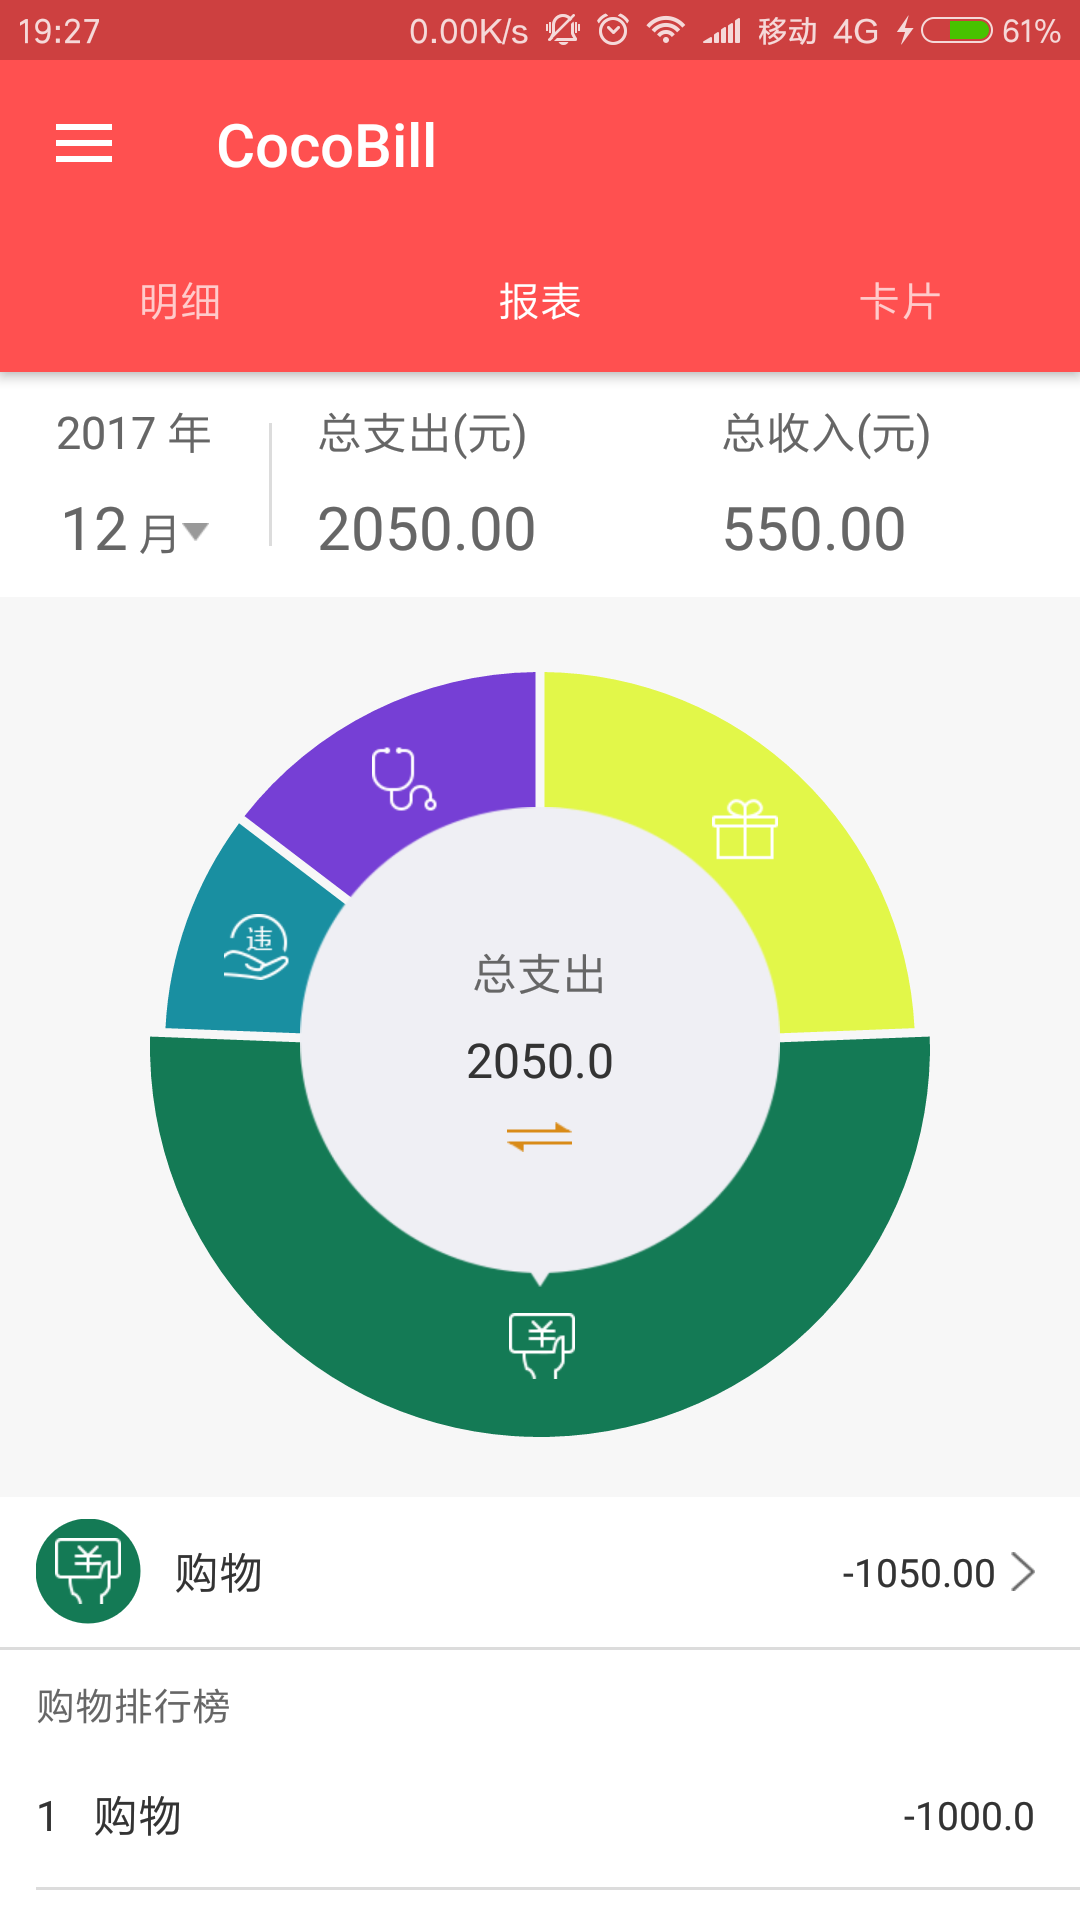 19:27 0.00K/s 移动 4G 61%
CocoBill
明细 报表 卡片
2017 年 总支出(元) 总收入(元)
12 月 2050.00 550.00
违
总支出
2050.0
购物 -1050.00
购物排行榜
1 购物 -1000.0